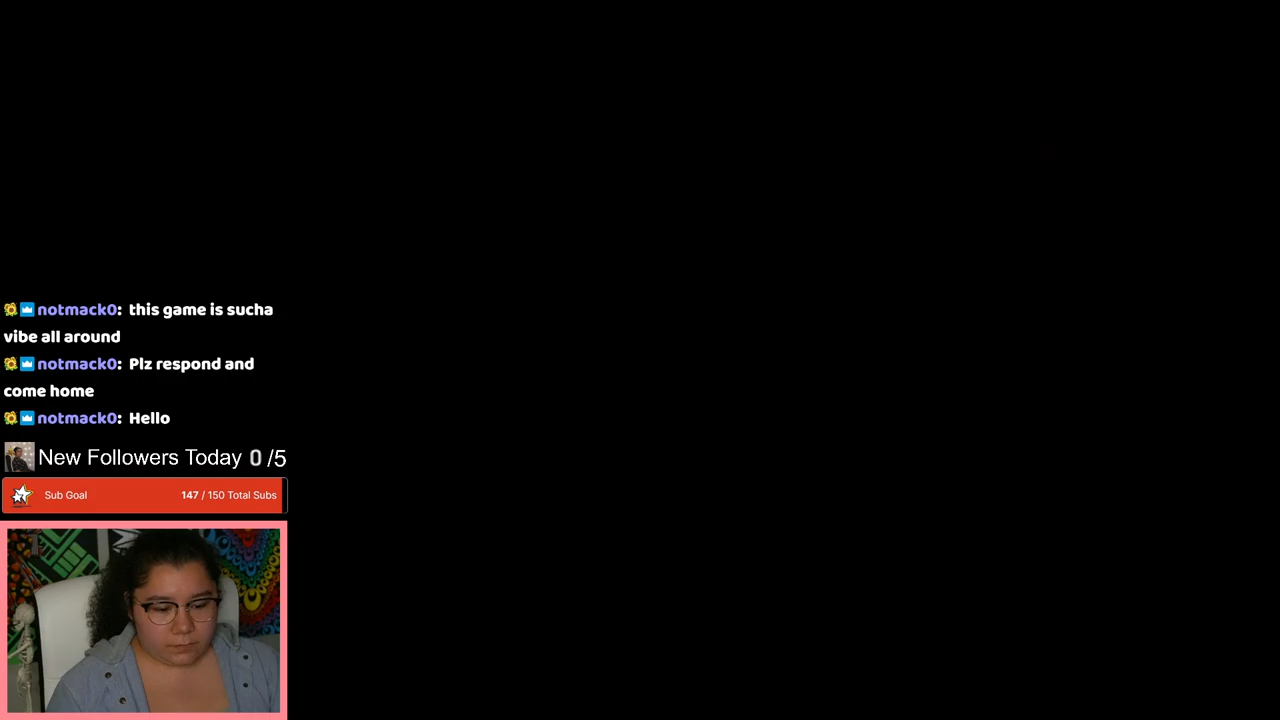 notmack0: this game is sucha
vibe all around
notmack0: Plz respond and
come home
notmack0: Hello
New Followers Today 0 /5
Sub Goal 147 / 150 Total Subs